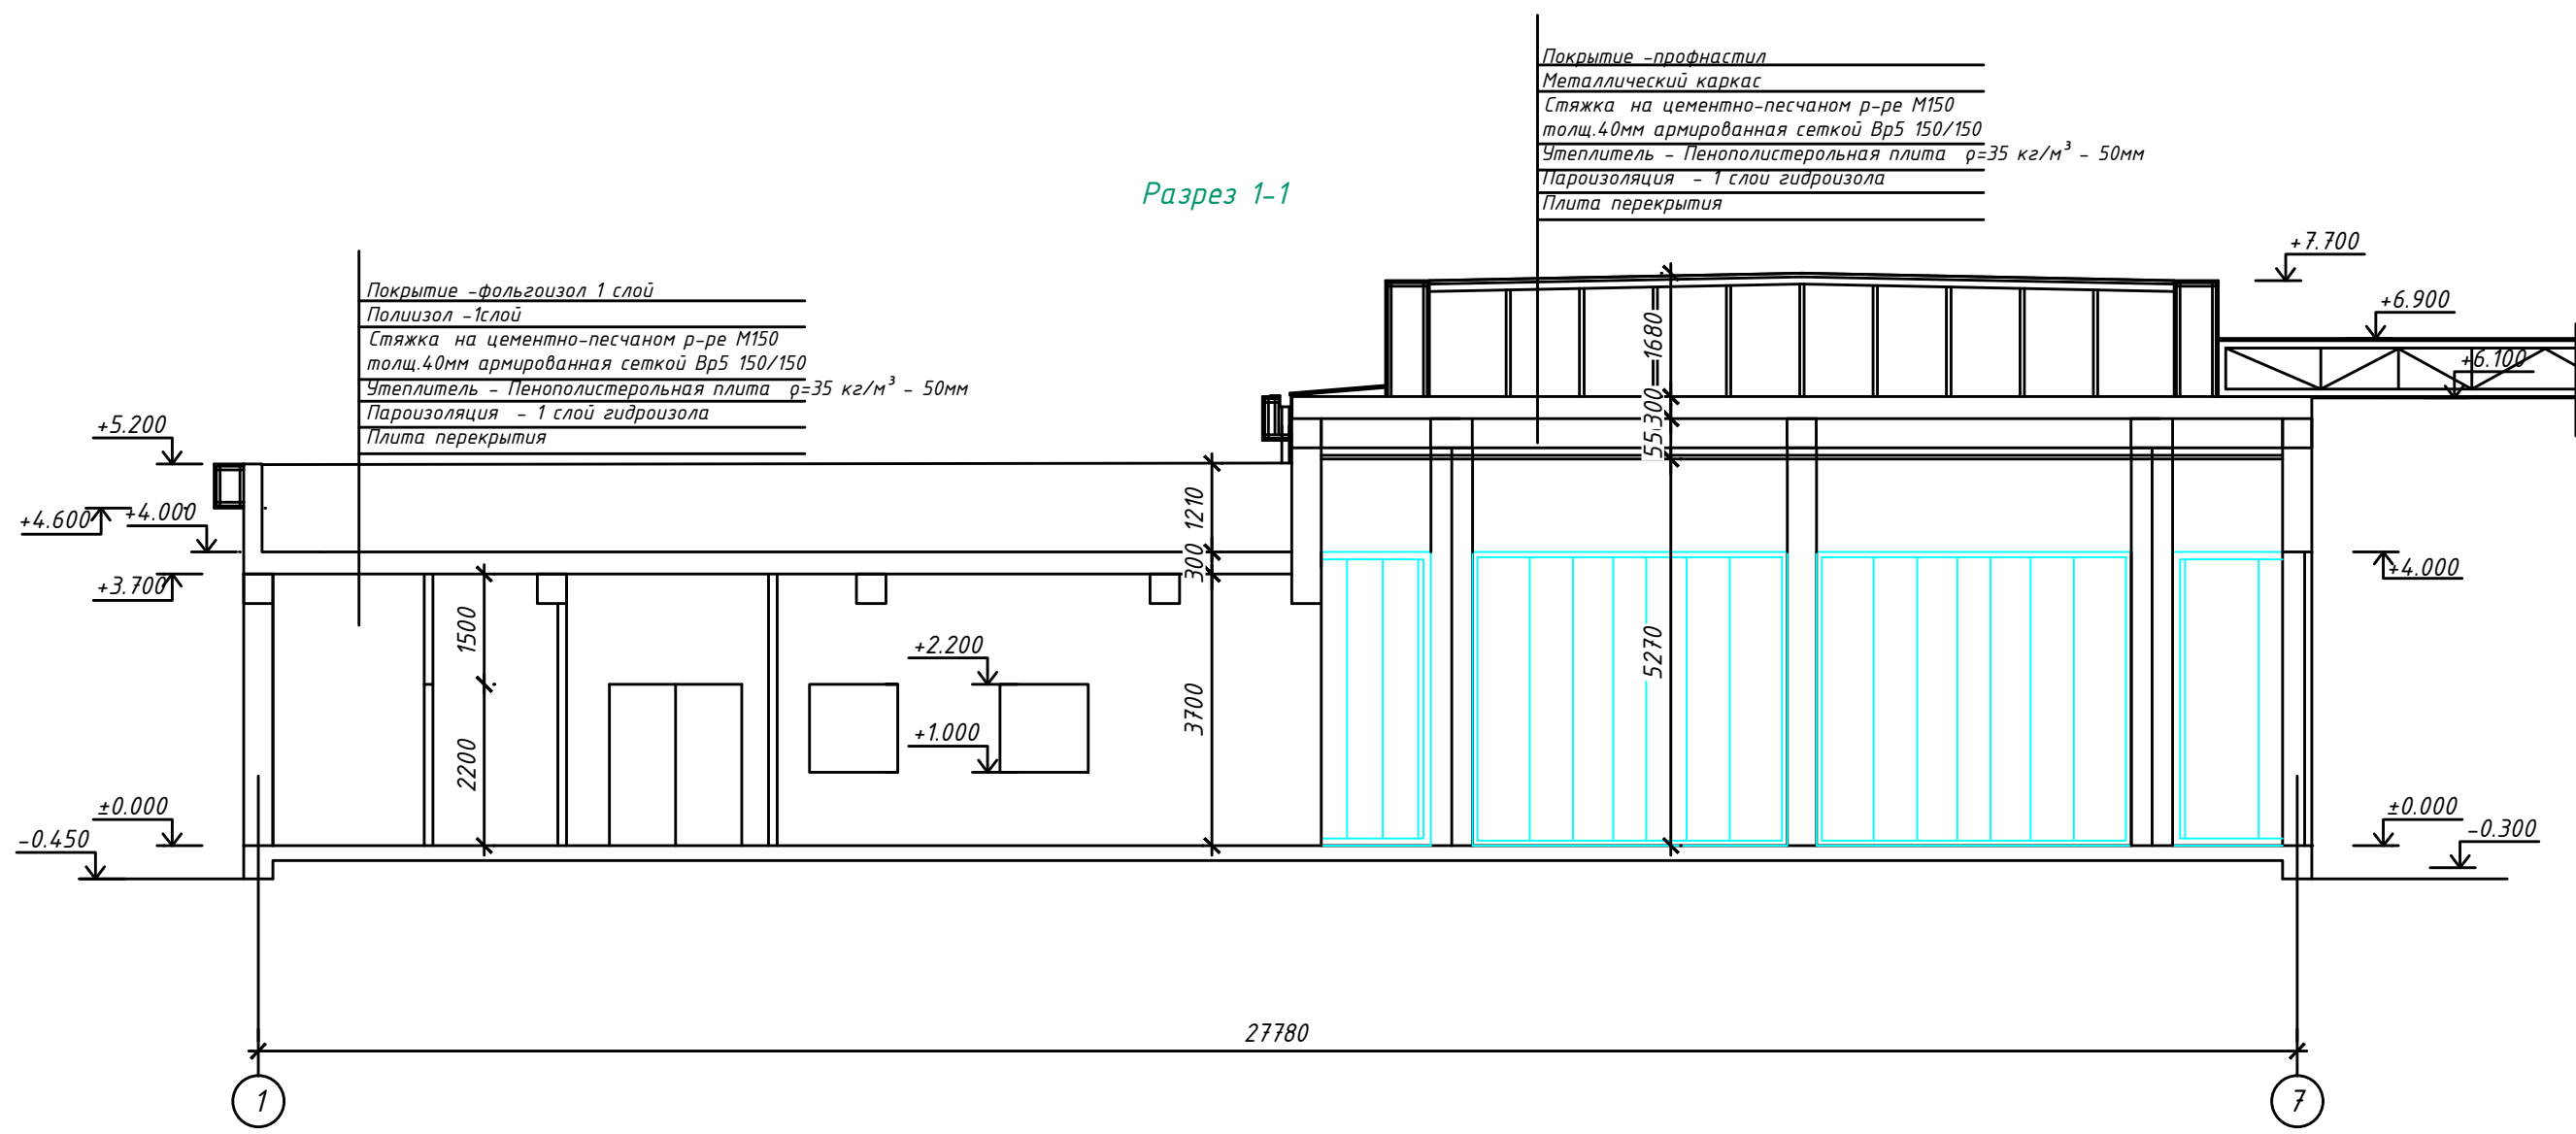 Покрытие -профнастил
Металлический каркас
Стяжка на цементно-песчаном р-ре М150
толщ.40мм армированная сеткой Вр5 150/150
Утеплитель - Пенополистерольная плита ρ=35 кг/м³ - 50мм
Пароизоляция - 1 слой гидроизола
Плита перекрытия
Разрез 1-1
Покрытие -фольгоизол 1 слой
Полиизол -1слой
Стяжка на цементно-песчаном р-ре М150
толщ.40мм армированная сеткой Вр5 150/150
Утеплитель - Пенополистерольная плита ρ=35 кг/м³ - 50мм
Пароизоляция - 1 слой гидроизола
Плита перекрытия
+7.700
+6.900
+6.100
+5.200
+4.600
+4.000
+3.700
±0.000
-0.450
1500
2200
+2.200
+1.000
1210
300
3700
1680
300
5270
+4.000
±0.000
-0.300
27780
1
7